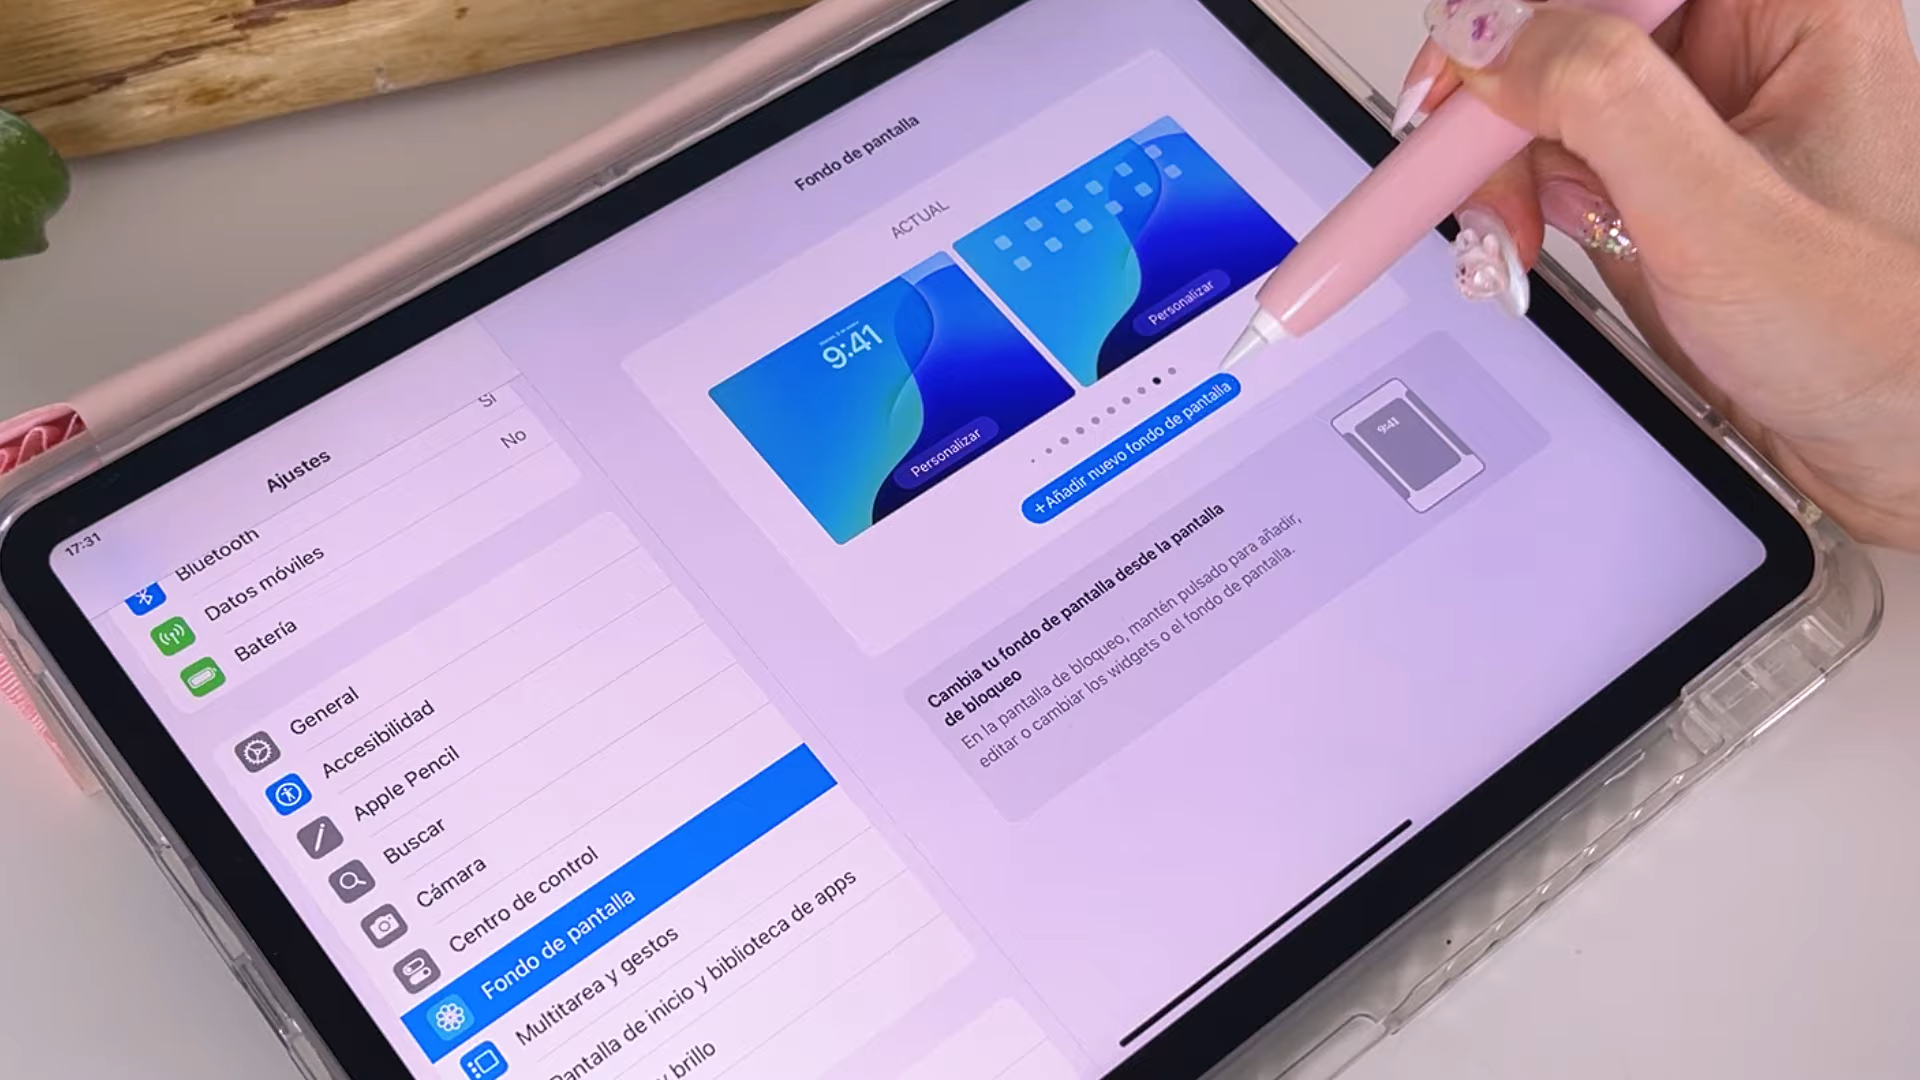 17:31
Ajustes
Sí
Bluetooth
No
Datos móviles
Batería
General
Accesibilidad
Apple Pencil
Buscar
Cámara
Centro de control
Fondo de pantalla
Multitarea y gestos
Pantalla de inicio y biblioteca de apps
y brillo
Fondo de pantalla
ACTUAL
9:41
Personalizar
Personalizar
+ Añadir nuevo fondo de pantalla
Cambia tu fondo de pantalla desde la pantalla
de bloqueo
En la pantalla de bloqueo, mantén pulsado para añadir,
editar o cambiar los widgets o el fondo de pantalla.
9:41